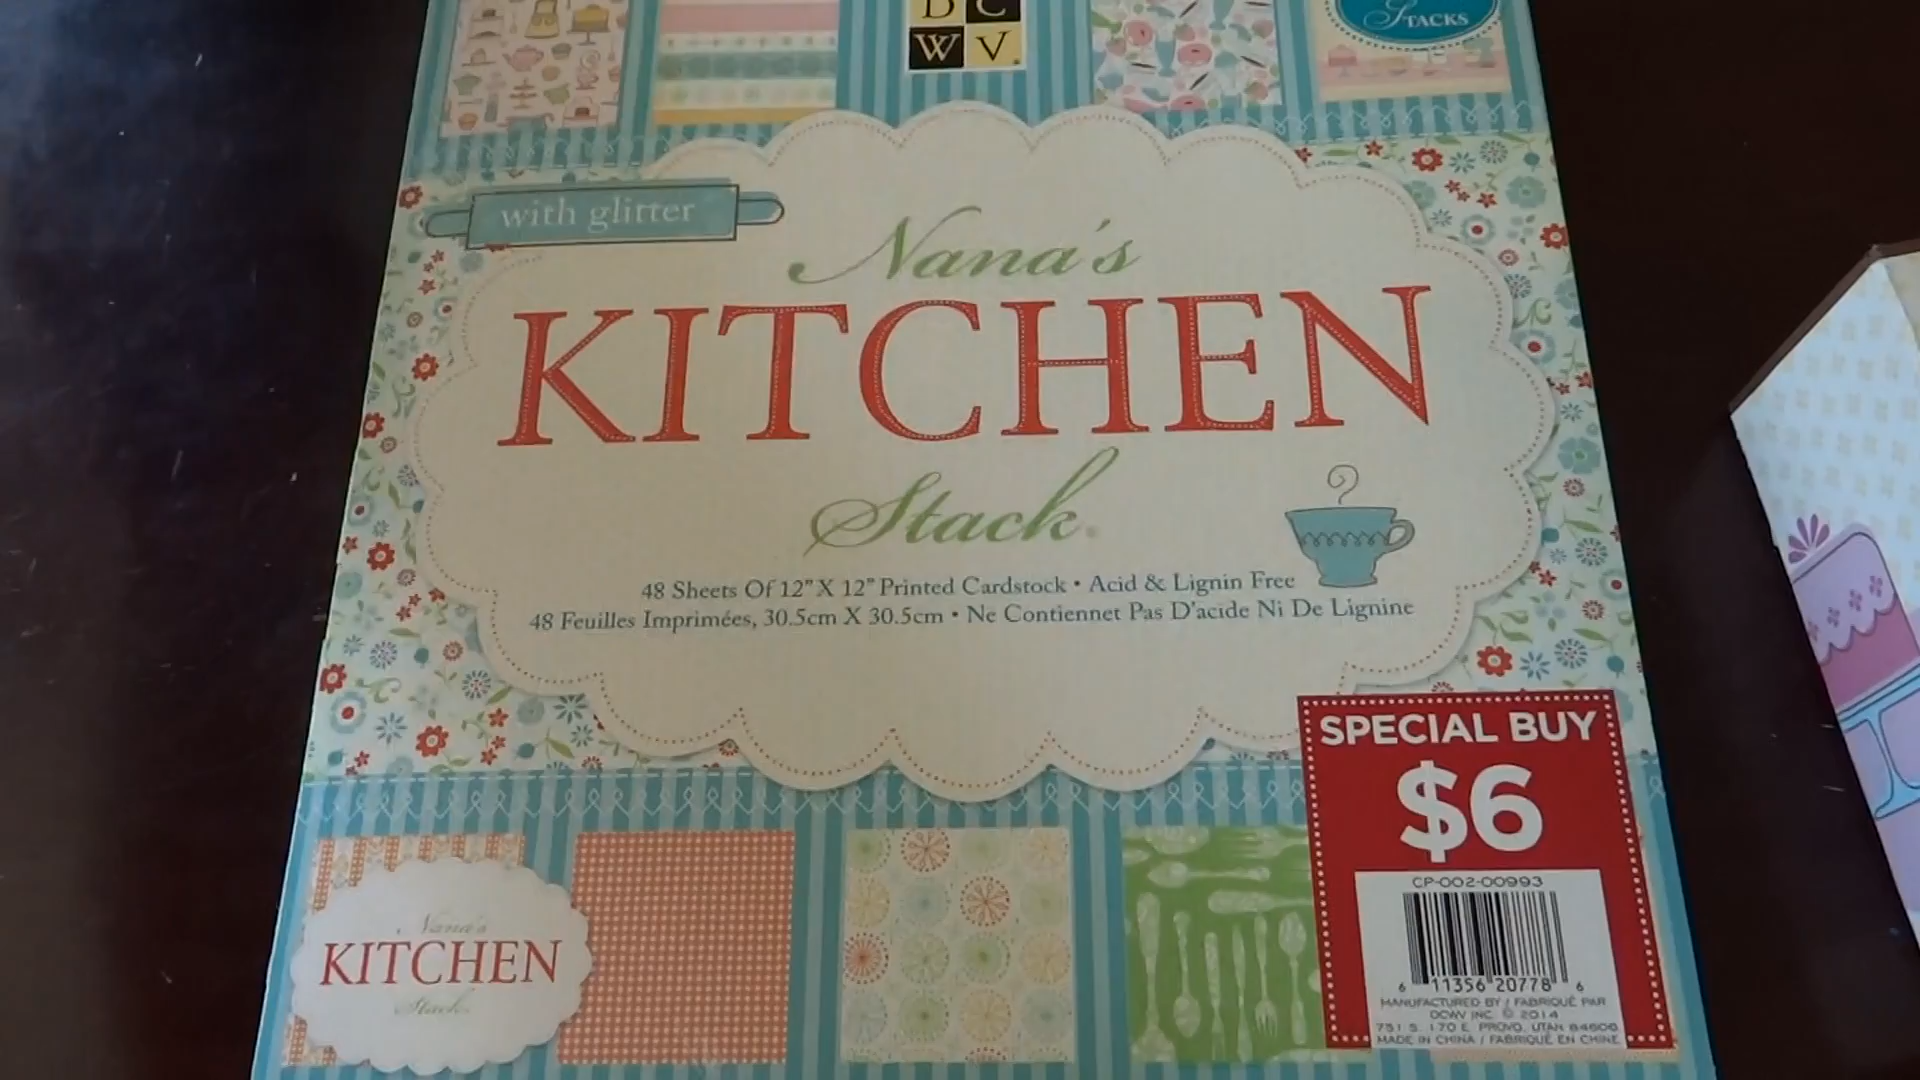 D C
W V
STACKS
with glitter
Nana's
KITCHEN
Stack
48 Sheets Of 12" X 12" Printed Cardstock • Acid & Lignin Free
48 Feuilles Imprimées, 30.5cm X 30.5cm • Ne Contiennet Pas D'acide Ni De Lignine
SPECIAL BUY
$6
CP-002-00993
6 11356 20778 6
MANUFACTURED BY / FABRIQUÉ PAR
DCWV INC. © 2014
751 S. 170 E. PROVO, UTAH 84606
MADE IN CHINA / FABRIQUÉ EN CHINE
Nana's
KITCHEN
Stack